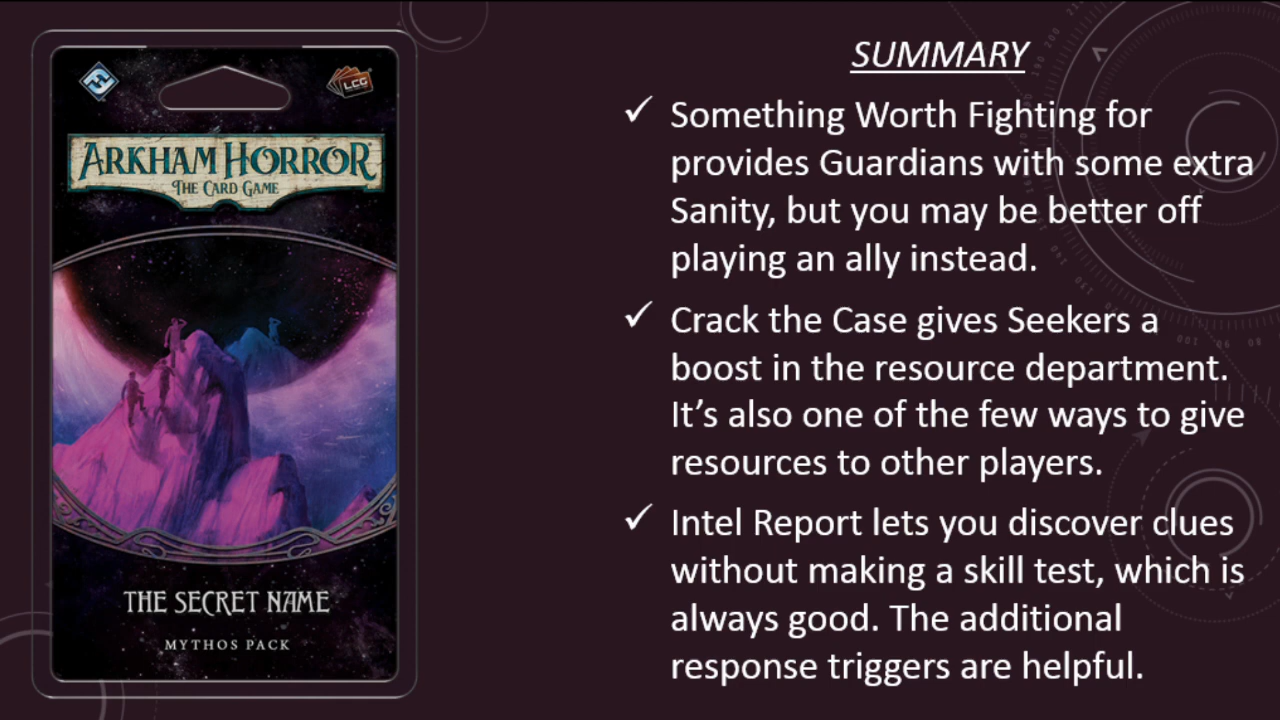 LCG
ARKHAM HORROR
THE CARD GAME
THE SECRET NAME
MYTHOS PACK
SUMMARY
✓ Something Worth Fighting for
provides Guardians with some extra
Sanity, but you may be better off
playing an ally instead.
✓ Crack the Case gives Seekers a
boost in the resource department.
It’s also one of the few ways to give
resources to other players.
✓ Intel Report lets you discover clues
without making a skill test, which is
always good. The additional
response triggers are helpful.